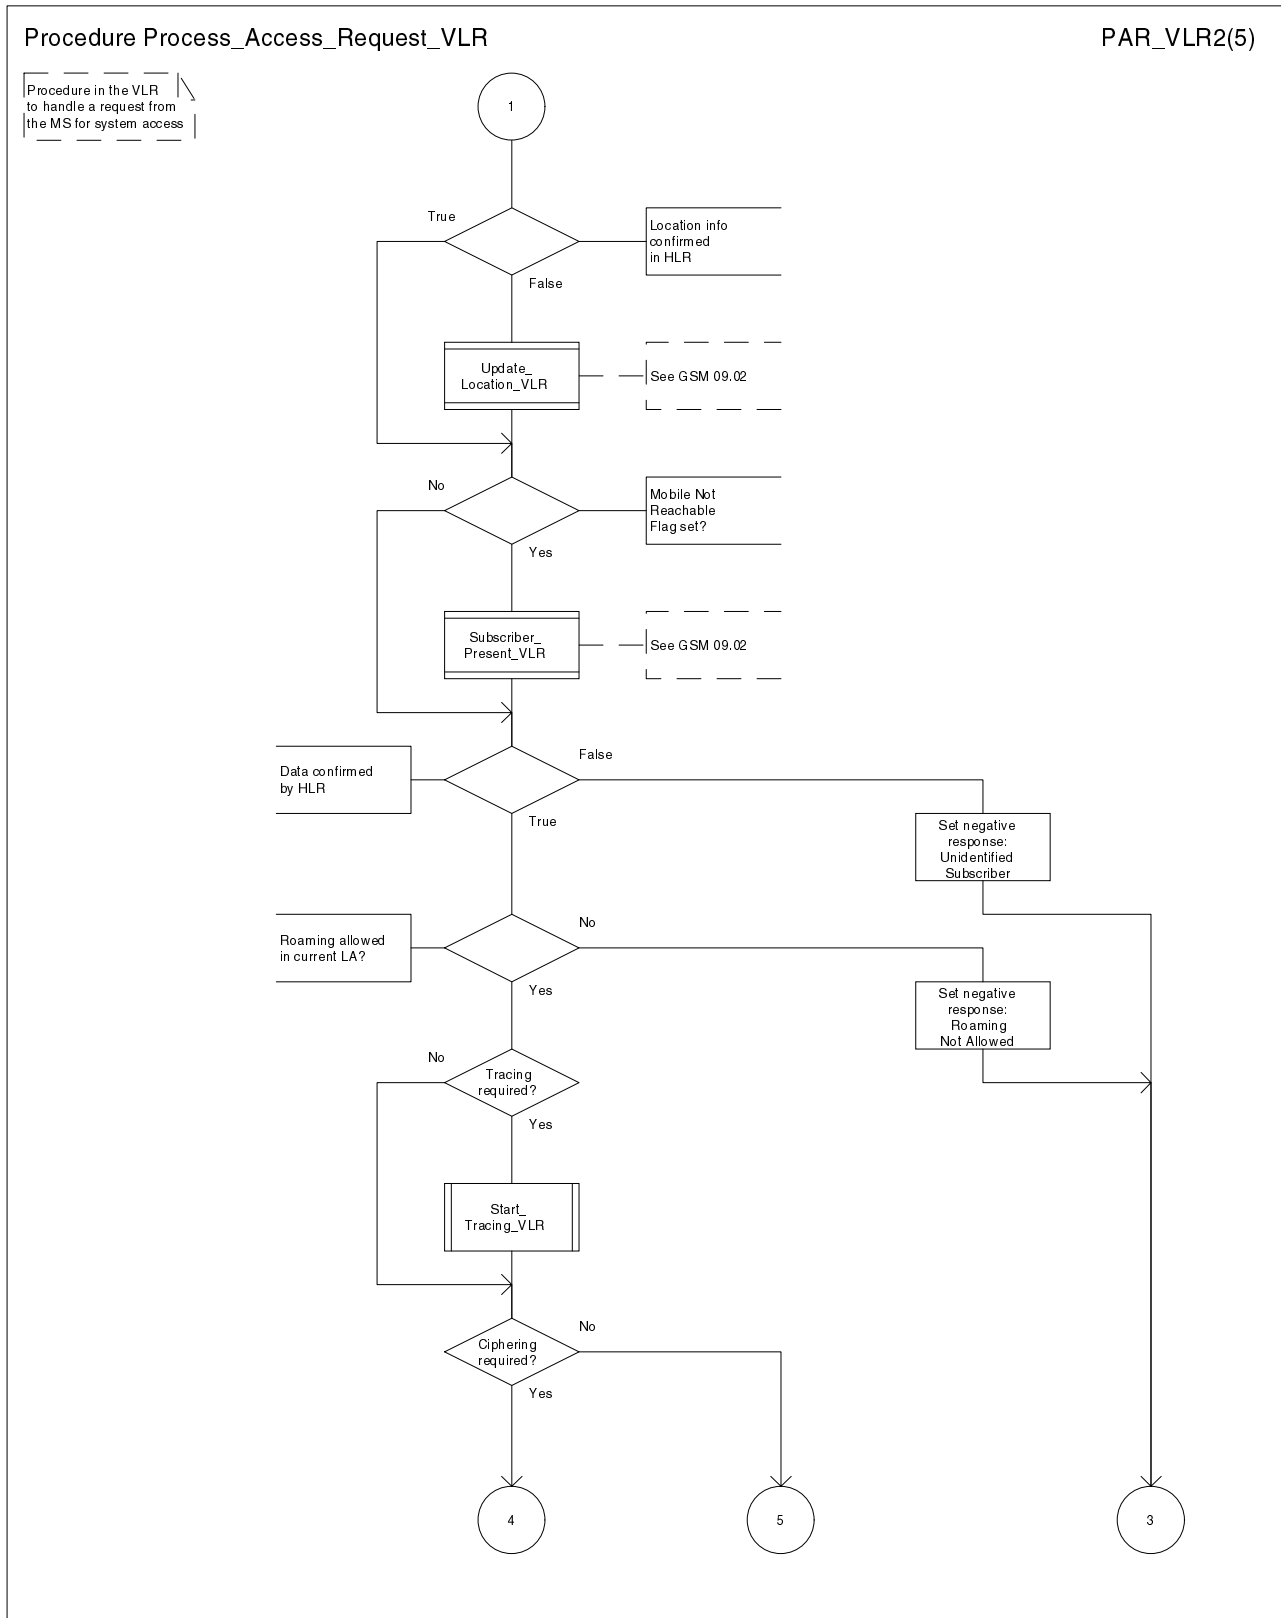 Procedure Process_Access_Request_VLR
PAR_VLR2(5)
Procedure in the VLR
to handle a request from
the MS for system access
1
True
Location info
confirmed
in HLR
False
Update_
Location_VLR
See GSM 09.02
No
Mobile Not
Reachable
Flag set?
Yes
Subscriber_
Present_VLR
See GSM 09.02
Data confirmed
by HLR
False
True
Set negative
response:
Unidentified
Subscriber
Roaming allowed
in current LA?
No
Yes
Set negative
response:
Roaming
Not Allowed
No
Tracing
required?
Yes
Start_
Tracing_VLR
Ciphering
required?
No
Yes
4
5
3